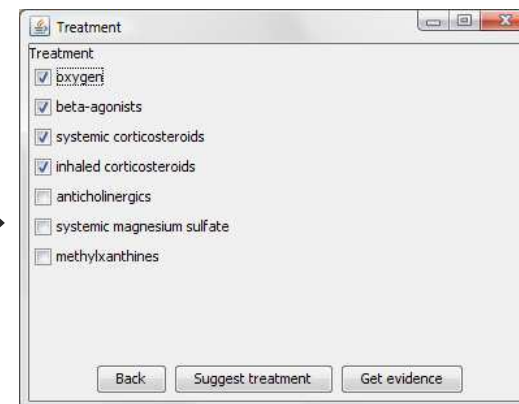 Treatment
Treatment
oxygen
beta-agonists
systemic corticosteroids
inhaled corticosteroids
anticholinergics
systemic magnesium sulfate
methylxanthines
Back Suggest treatment Get evidence